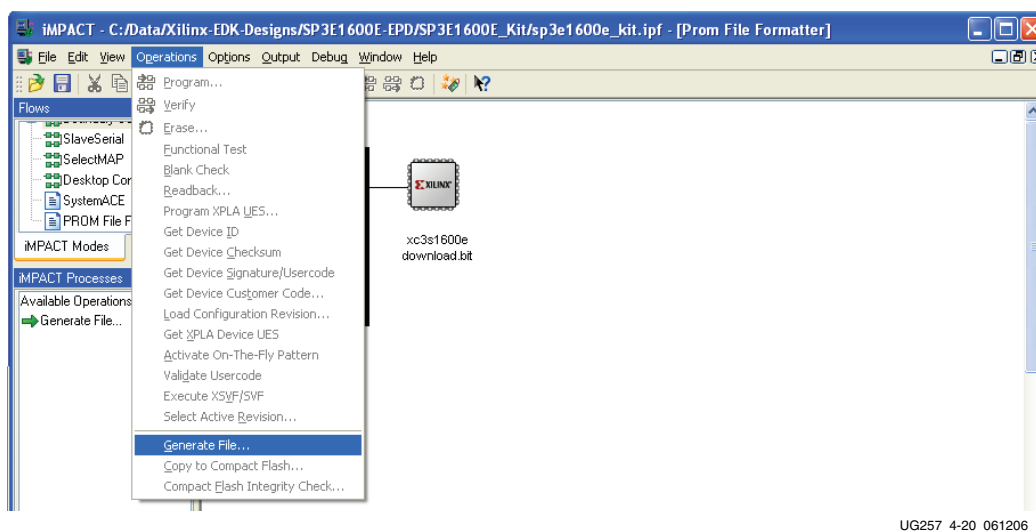 iMPACT - C:/Data/Xilinx-EDK-Designs/SP3E1600E-EPD/SP3E1600E_Kit/sp3e1600e_kit.ipf - [Prom File Formatter]
File Edit View Operations Options Output Debug Window Help
Flows
SlaveSerial
SelectMAP
Desktop
SystemACE
PROM File
iMPACT Modes
iMPACT Processes
Available Operations
Generate File...
Program...
Verify
Erase...
Functional Test
Blank Check
Readback...
Program XPLA UES...
Get Device ID
Get Device Checksum
Get Device Signature/Usercode
Get Device Customer Code...
Load Configuration Revision...
Get XPLA Device UES
Activate On-The-Fly Pattern
Validate Usercode
Execute XSVF/SVF
Select Active Revision...
Generate File...
Copy to Compact Flash...
Compact Flash Integrity Check...
XILINX
xc3s1600e
download.bit
UG257_4-20_061206